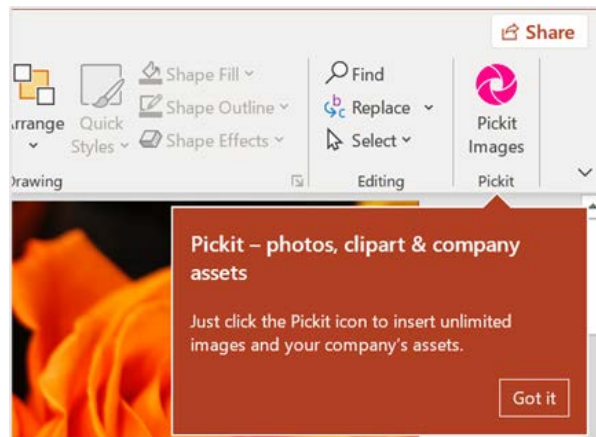 Share
Shape Fill
Find
Shape Outline
Replace
Arrange
Quick
Styles
Shape Effects
Select
Pickit
Images
Drawing
Editing
Pickit
Pickit – photos, clipart & company
assets
Just click the Pickit icon to insert unlimited
images and your company's assets.
Got it